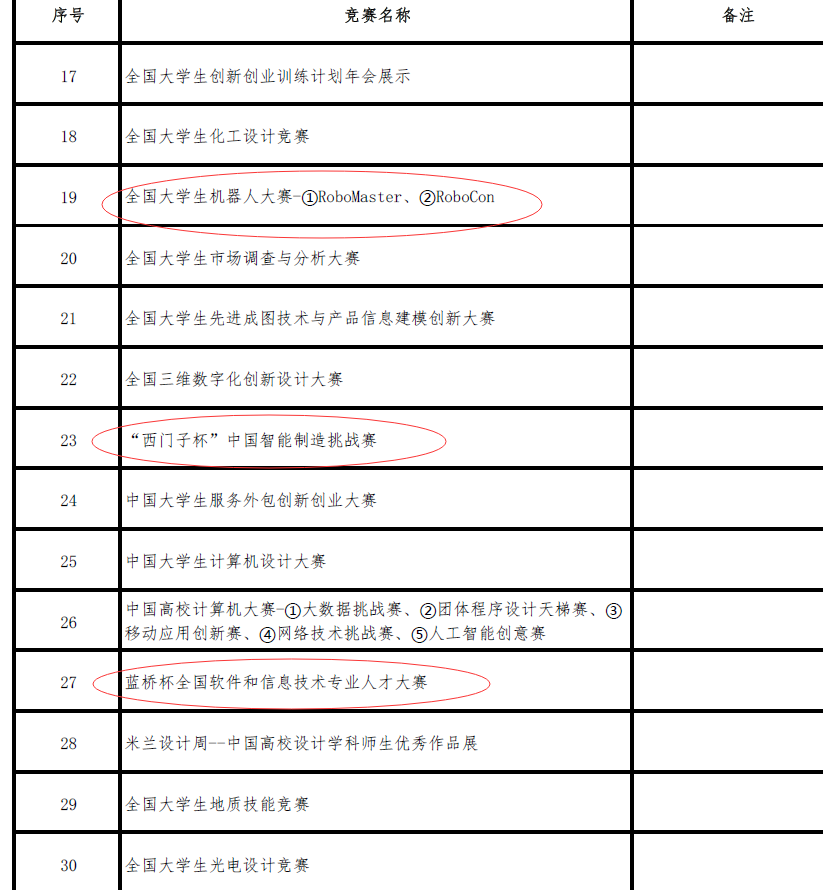 序号 竞赛名称 备注
17 全国大学生创新创业训练计划年会展示
18 全国大学生化工设计竞赛
19 全国大学生机器人大赛-①RoboMaster、②RoboCon
20 全国大学生市场调查与分析大赛
21 全国大学生先进成图技术与产品信息建模创新大赛
22 全国三维数字化创新设计大赛
23 “西门子杯”中国智能制造挑战赛
24 中国大学生服务外包创新创业大赛
25 中国大学生计算机设计大赛
26 中国高校计算机大赛-①大数据挑战赛、②团体程序设计天梯赛、③
移动应用创新赛、④网络技术挑战赛、⑤人工智能创意赛
27 蓝桥杯全国软件和信息技术专业人才大赛
28 米兰设计周--中国高校设计学科师生优秀作品展
29 全国大学生地质技能竞赛
30 全国大学生光电设计竞赛